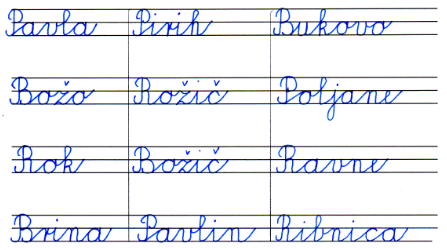 Pavla Pirih Bukovo
Božo Rožič Poljane
Rok Božič Ravne
Brina Pavlin Ribnica